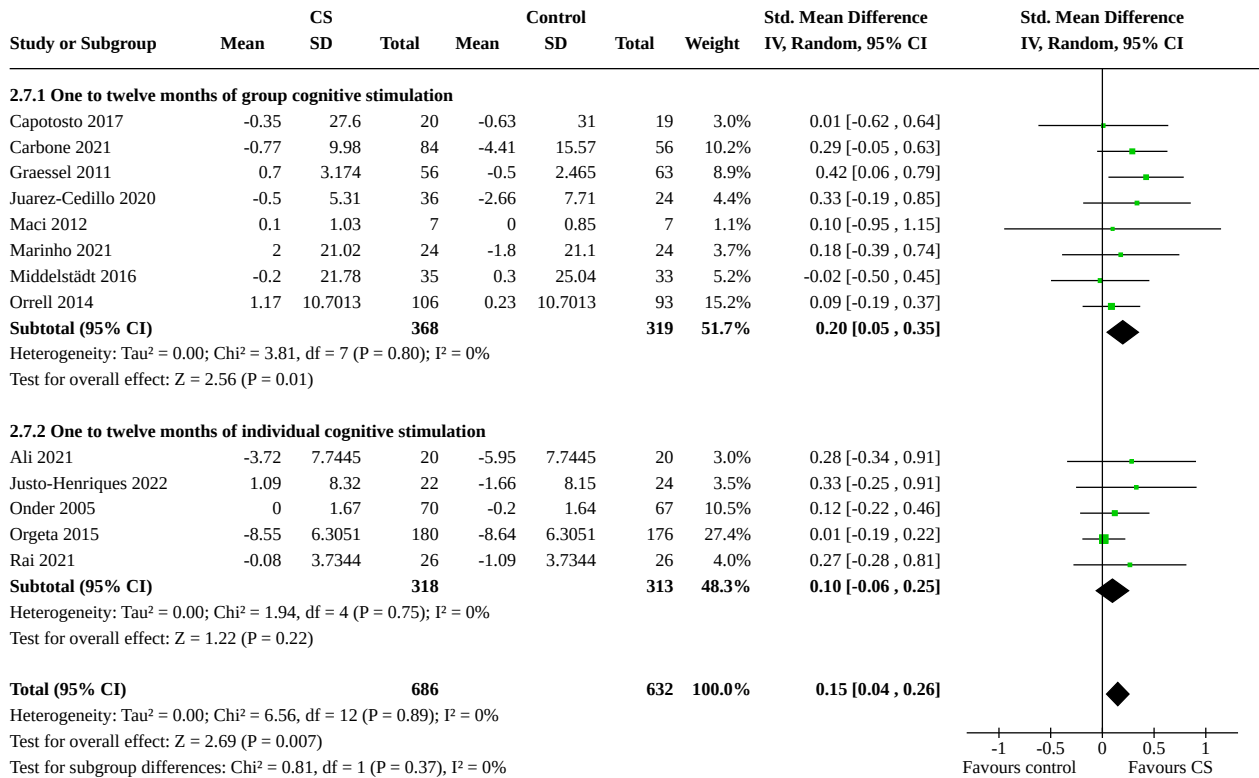 CS Control Std. Mean Difference Std. Mean Difference
Study or Subgroup Mean SD Total Mean SD Total Weight IV, Random, 95% CI IV, Random, 95% CI
2.7.1 One to twelve months of group cognitive stimulation
Capotosto 2017 -0.35 27.6 20 -0.63 31 19 3.0% 0.01 [-0.62 , 0.64]
Carbone 2021 -0.77 9.98 84 -4.41 15.57 56 10.2% 0.29 [-0.05 , 0.63]
Graessel 2011 0.7 3.174 56 -0.5 2.465 63 8.9% 0.42 [0.06 , 0.79]
Juarez-Cedillo 2020 -0.5 5.31 36 -2.66 7.71 24 4.4% 0.33 [-0.19 , 0.85]
Maci 2012 0.1 1.03 7 0 0.85 7 1.1% 0.10 [-0.95 , 1.15]
Marinho 2021 2 21.02 24 -1.8 21.1 24 3.7% 0.18 [-0.39 , 0.74]
Middelstädt 2016 -0.2 21.78 35 0.3 25.04 33 5.2% -0.02 [-0.50 , 0.45]
Orrell 2014 1.17 10.7013 106 0.23 10.7013 93 15.2% 0.09 [-0.19 , 0.37]
Subtotal (95% CI) 368 319 51.7% 0.20 [0.05 , 0.35]
Heterogeneity: Tau² = 0.00; Chi² = 3.81, df = 7 (P = 0.80); I² = 0%
Test for overall effect: Z = 2.56 (P = 0.01)
2.7.2 One to twelve months of individual cognitive stimulation
Ali 2021 -3.72 7.7445 20 -5.95 7.7445 20 3.0% 0.28 [-0.34 , 0.91]
Justo-Henriques 2022 1.09 8.32 22 -1.66 8.15 24 3.5% 0.33 [-0.25 , 0.91]
Onder 2005 0 1.67 70 -0.2 1.64 67 10.5% 0.12 [-0.22 , 0.46]
Orgeta 2015 -8.55 6.3051 180 -8.64 6.3051 176 27.4% 0.01 [-0.19 , 0.22]
Rai 2021 -0.08 3.7344 26 -1.09 3.7344 26 4.0% 0.27 [-0.28 , 0.81]
Subtotal (95% CI) 318 313 48.3% 0.10 [-0.06 , 0.25]
Heterogeneity: Tau² = 0.00; Chi² = 1.94, df = 4 (P = 0.75); I² = 0%
Test for overall effect: Z = 1.22 (P = 0.22)
Total (95% CI) 686 632 100.0% 0.15 [0.04 , 0.26]
Heterogeneity: Tau² = 0.00; Chi² = 6.56, df = 12 (P = 0.89); I² = 0%
Test for overall effect: Z = 2.69 (P = 0.007)
Test for subgroup differences: Chi² = 0.81, df = 1 (P = 0.37), I² = 0%
-1 -0.5 0 0.5 1
Favours control Favours CS